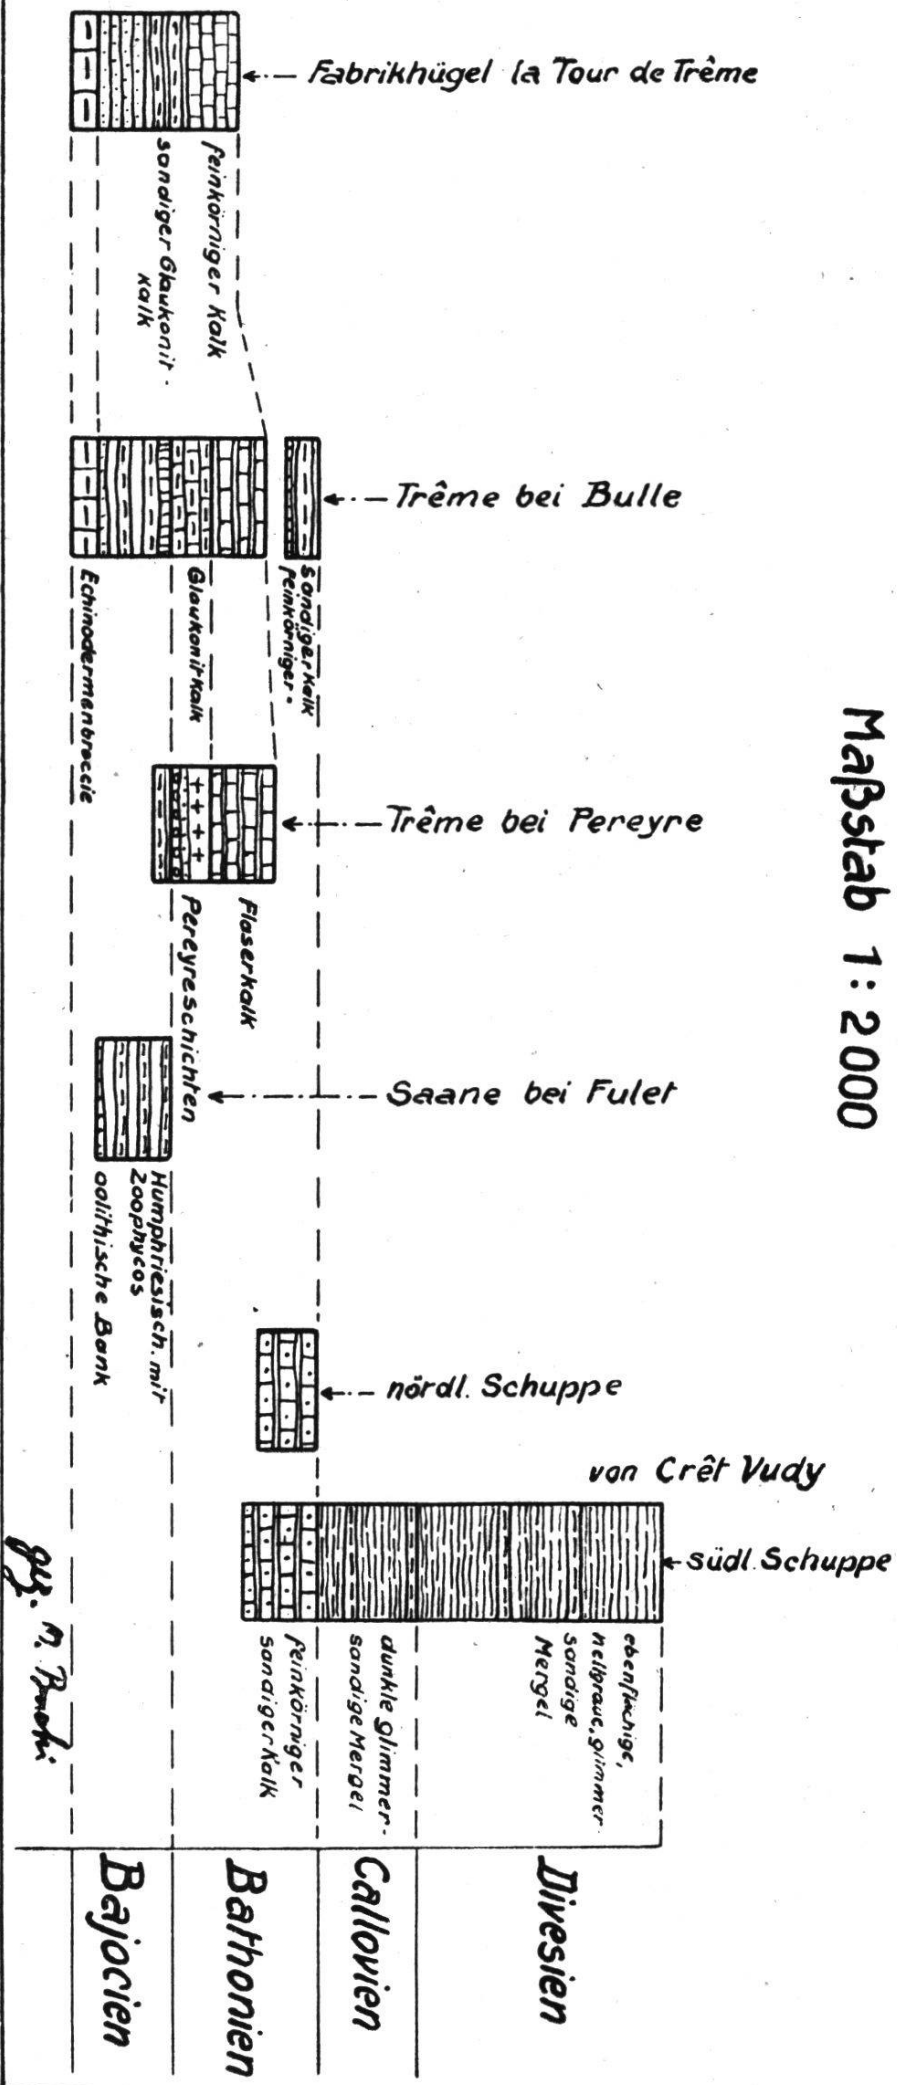 Fabrikhügel la Tour de Trême
feinkörniger Kalk
sandiger Glaukonit-
kalk
Trême bei Bulle
sandiger Kalk
feinkörniger-
Glaukonitkalk
Echinodermenbreccie
Maßstab 1:2000
Trême bei Pereyre
Flaserkalk
Pereyreschichten
Saane bei Fulet
Humphriesisch. mit
Zoophycos
oolithische Bank
nördl. Schuppe
von Crêt Vudy
südl. Schuppe
ebenflächige,
hellgraue, glimmer-
sandige
Mergel
dunkle glimmer-
sandige Mergel
feinkörniger
sandiger Kalk
gez. M.
Divesien
Callovien
Bathonien
Bajocien